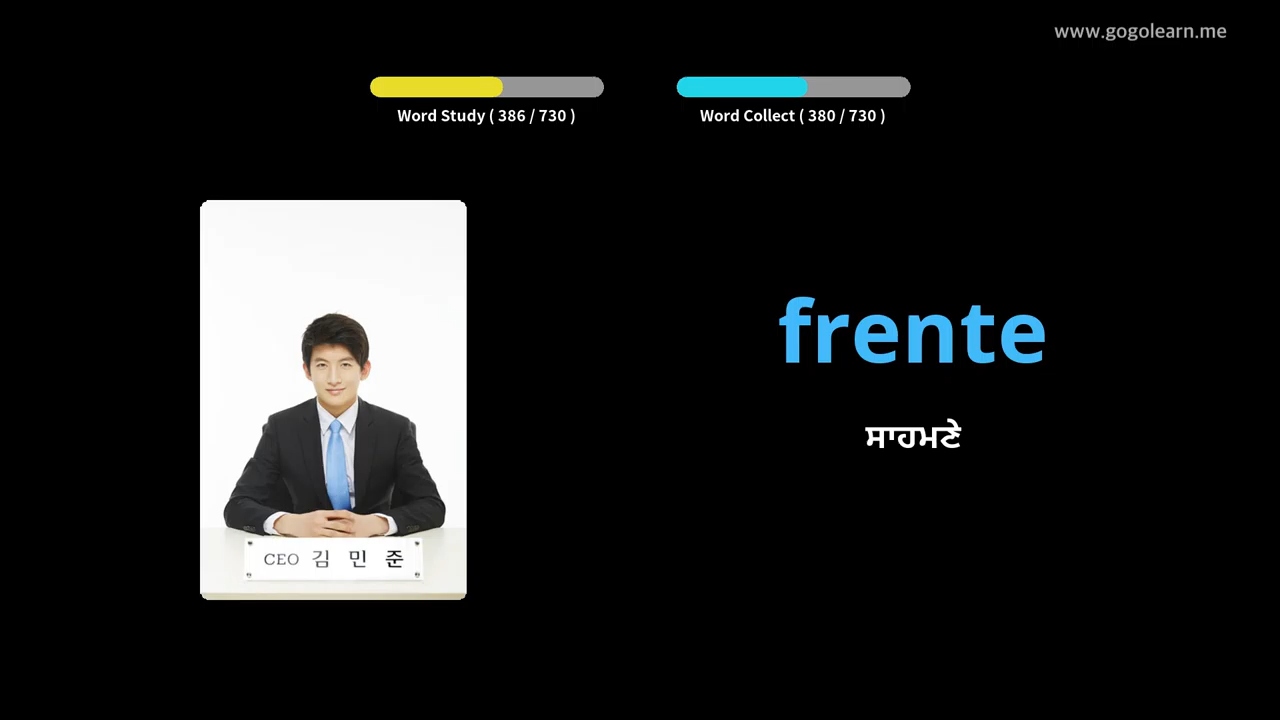 www.gogolearn.me
Word Study ( 386 / 730 )
Word Collect ( 380 / 730 )
frente
ਸਾਹਮਣੇ
CEO 김 민 준